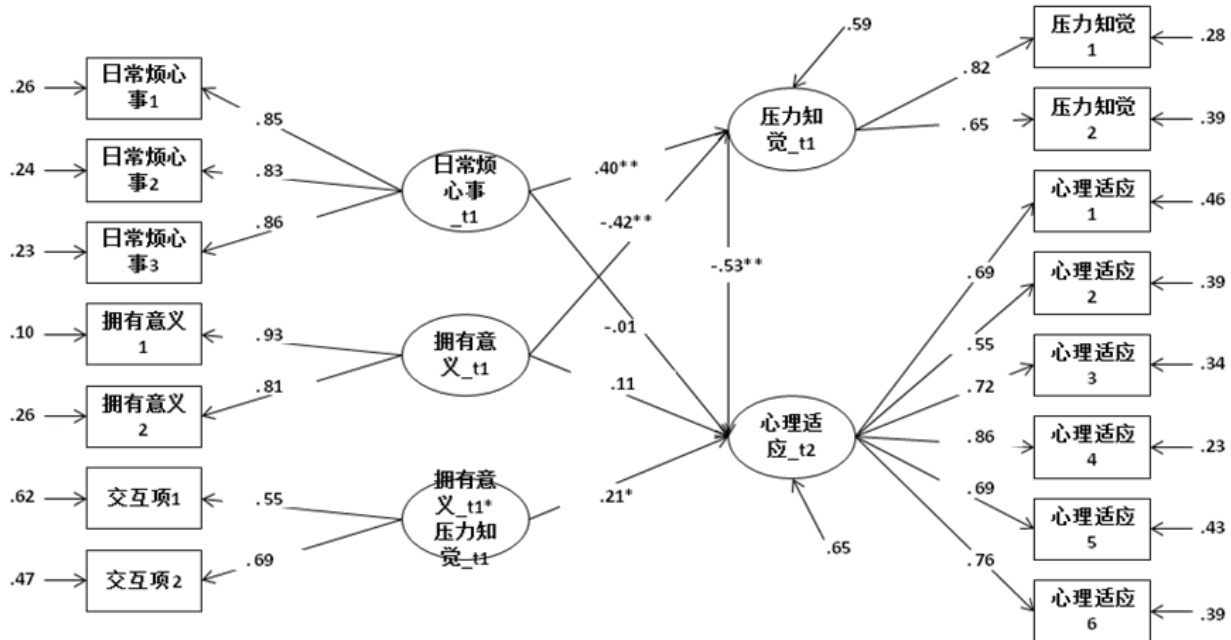 .26
日常烦心
事1
.24
日常烦心
事2
.23
日常烦心
事3
.10
拥有意义
1
.26
拥有意义
2
.62
交互项1
.47
交互项2
.85
.83
.86
.93
.81
.55
.69
日常烦
心事
_t1
拥有意
义_t1
拥有意
义_t1*
压力知
觉_t1
.40**
-.42**
-.01
.11
.21*
-.53**
.59
压力知
觉_t1
心理适
应_t2
.65
.82
.65
.69
.55
.72
.86
.69
.76
压力知觉
1
.28
压力知觉
2
.39
心理适应
1
.46
心理适应
2
.39
心理适应
3
.34
心理适应
4
.23
心理适应
5
.43
心理适应
6
.39